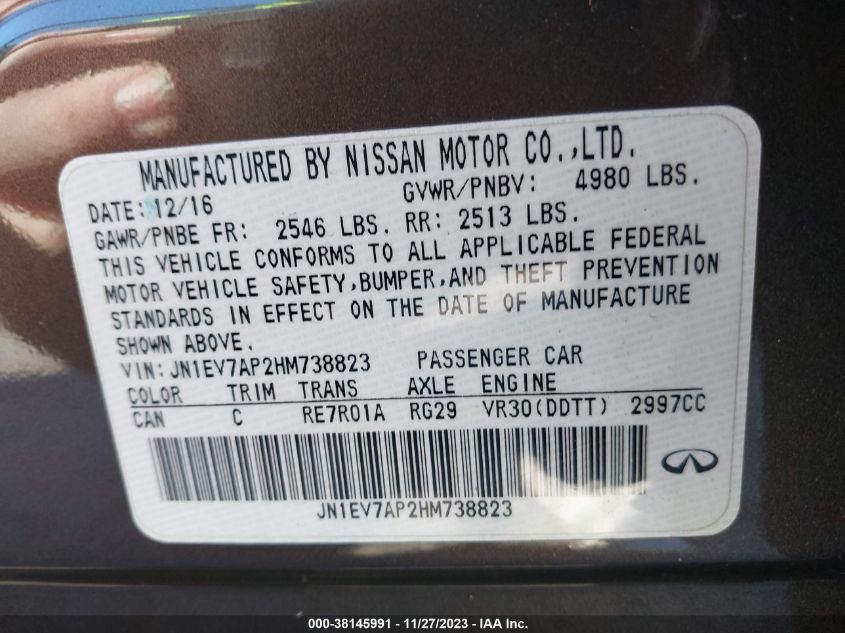 MANUFACTURED BY NISSAN MOTOR CO.,LTD.
DATE: 12/16 GVWR/PNBV: 4980 LBS.
GAWR/PNBE FR: 2546 LBS. RR: 2513 LBS.
THIS VEHICLE CONFORMS TO ALL APPLICABLE FEDERAL
MOTOR VEHICLE SAFETY,BUMPER,AND THEFT PREVENTION
STANDARDS IN EFFECT ON THE DATE OF MANUFACTURE
SHOWN ABOVE.
VIN: JN1EV7AP2HM738823 PASSENGER CAR
COLOR TRIM TRANS AXLE ENGINE
CAN C RE7R01A RG29 VR30(DDTT) 2997CC
JN1EV7AP2HM738823
000-38145991 - 11/27/2023 - IAA Inc.